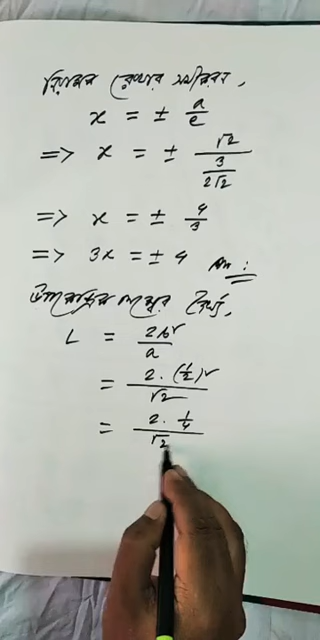 নিয়ামক রেখার সমীকরণ,
x = ± a/e
=> x = ± √2 / (3/(2√2))
=> x = ± 4/3
=> 3x = ± 4 Ans:
উপকেন্দ্রিক লম্বের দৈর্ঘ্য,
L = 2b²/a
= 2·(1/2)²/√2
= 2·1/4 / √2